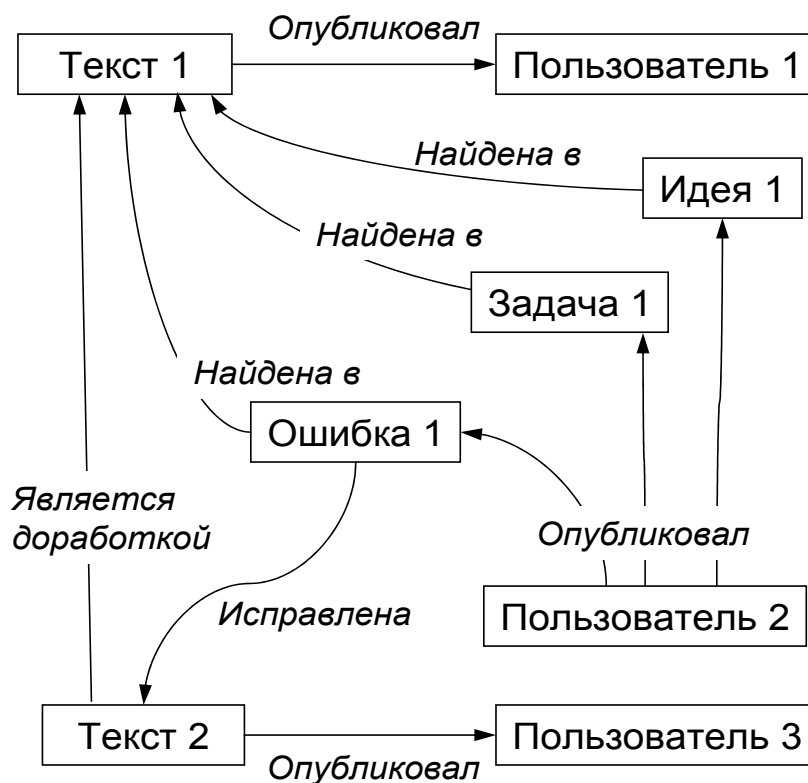 Опубликовал
Текст 1
Пользователь 1
Найдена в
Идея 1
Найдена в
Задача 1
Найдена в
Ошибка 1
Является
доработкой
Опубликовал
Исправлена
Пользователь 2
Текст 2
Пользователь 3
Опубликовал